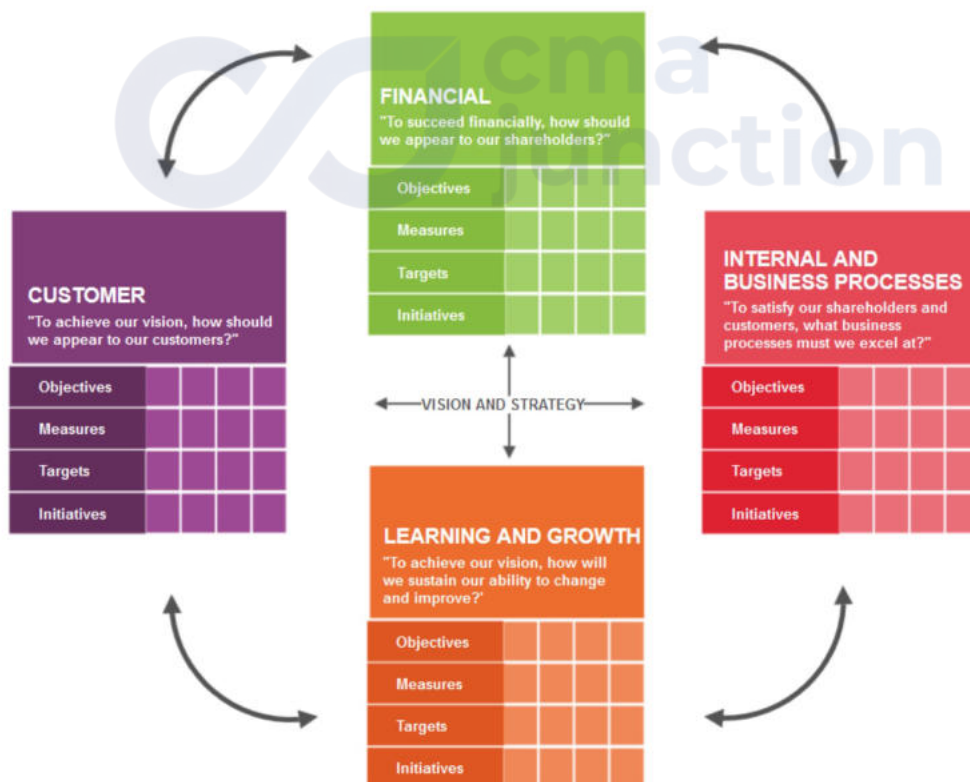 cma
junction
FINANCIAL
"To succeed financially, how should
we appear to our shareholders?"
Objectives
Measures
Targets
Initiatives
CUSTOMER
"To achieve our vision, how should
we appear to our customers?"
Objectives
Measures
Targets
Initiatives
VISION AND STRATEGY
INTERNAL AND
BUSINESS PROCESSES
"To satisfy our shareholders and
customers, what business
processes must we excel at?"
Objectives
Measures
Targets
Initiatives
LEARNING AND GROWTH
"To achieve our vision, how will
we sustain our ability to change
and improve?'
Objectives
Measures
Targets
Initiatives